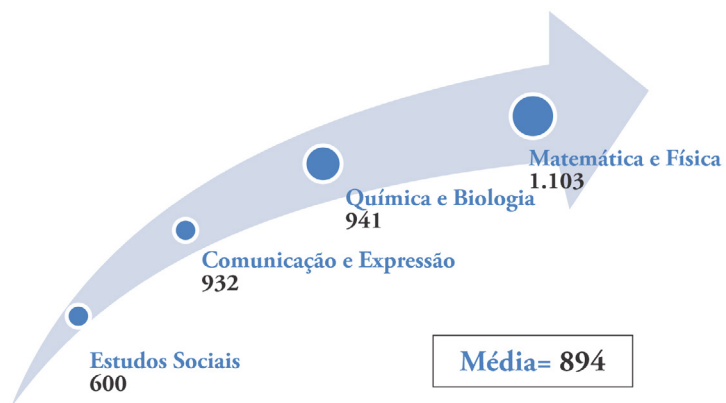 Matemática e Física
1.103
Química e Biologia
941
Comunicação e Expressão
932
Estudos Sociais
600
Média= 894